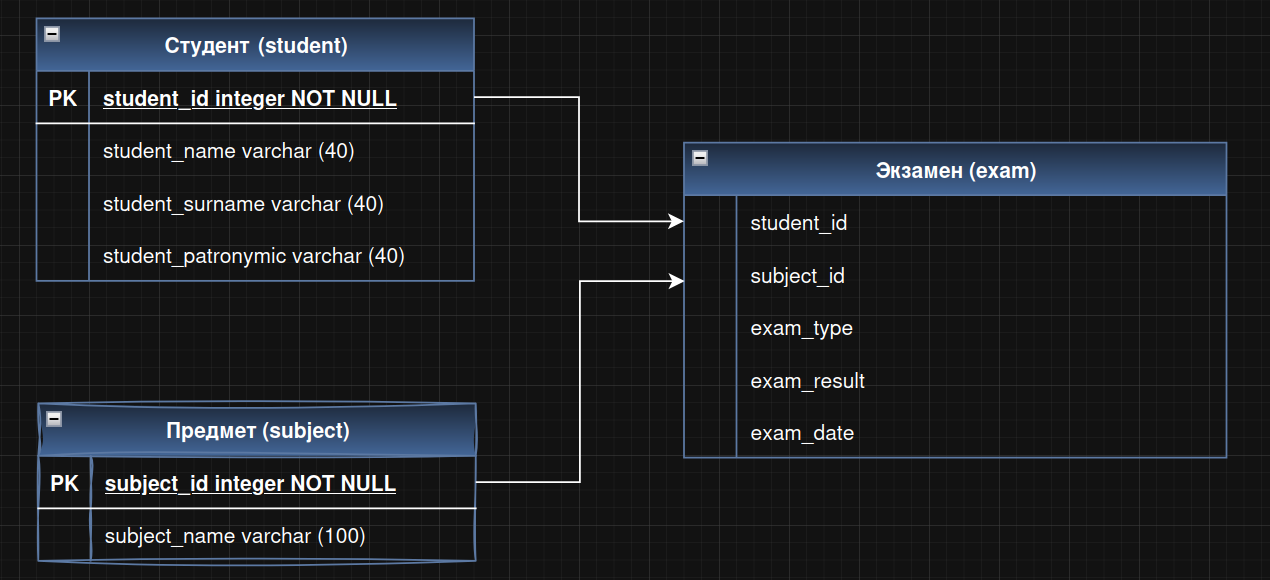 Студент (student)
PK student_id integer NOT NULL
student_name varchar (40)
student_surname varchar (40)
student_patronymic varchar (40)
Экзамен (exam)
student_id
subject_id
exam_type
exam_result
exam_date
Предмет (subject)
PK subject_id integer NOT NULL
subject_name varchar (100)